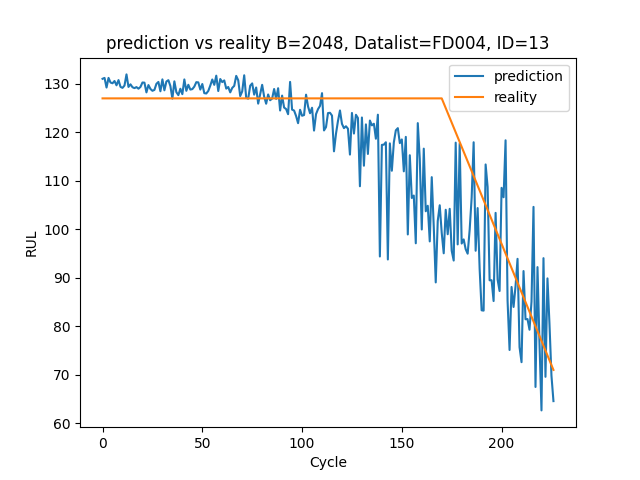 prediction vs reality B=2048, Datalist=FD004, ID=13
prediction
reality
RUL
130
120
110
100
90
80
70
60
0 50 100 150 200
Cycle